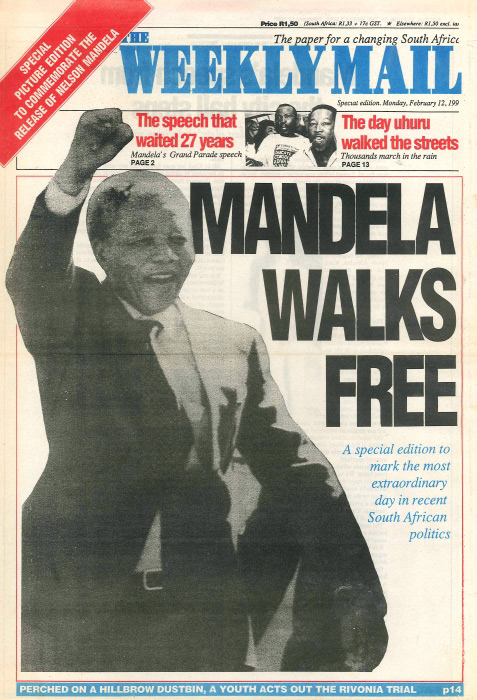 SPECIAL
PICTURE EDITION
TO COMMEMORATE THE
RELEASE OF NELSON MANDELA
Price R1,50 (South Africa: R1,33 + 17c GST. ★ Elsewhere: R1,50 excl.
The paper for a changing South Africa
THE
WEEKLY MAIL
Special edition. Monday, February 12, 199
The speech that
waited 27 years
Mandela's Grand Parade speech
PAGE 2
The day uhuru
walked the streets
Thousands march in the rain
PAGE 13
MANDELA
WALKS
FREE
A special edition to
mark the most
extraordinary
day in recent
South African
politics
PERCHED ON A HILLBROW DUSTBIN, A YOUTH ACTS OUT THE RIVONIA TRIAL p14